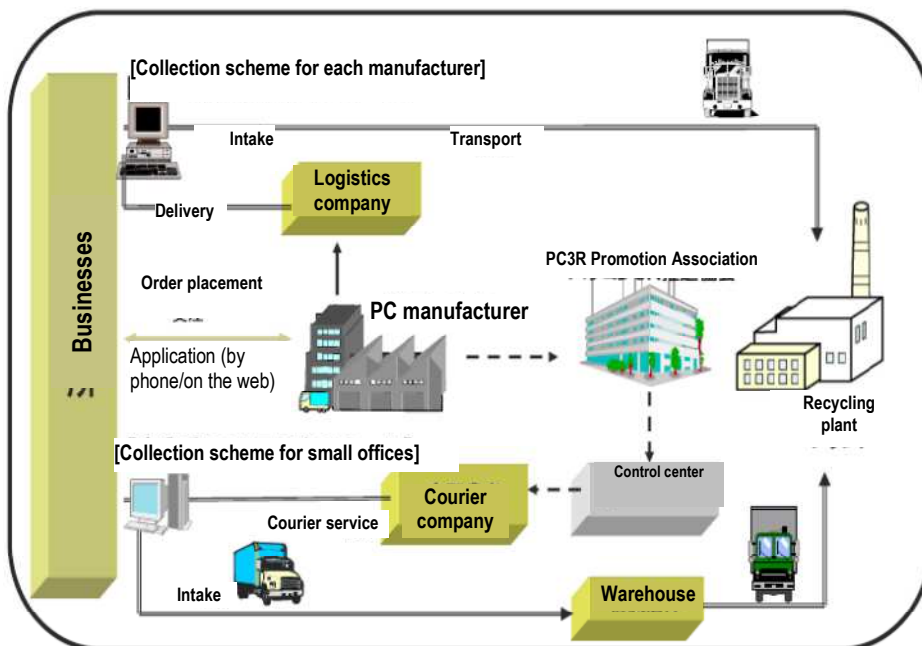 [Collection scheme for each manufacturer]
Intake
Transport
Logistics
company
Delivery
Businesses
PC3R Promotion Association
Order placement
PC manufacturer
Application (by
phone/on the web)
Recycling
plant
[Collection scheme for small offices]
Control center
Courier
company
Courier service
Intake
Warehouse